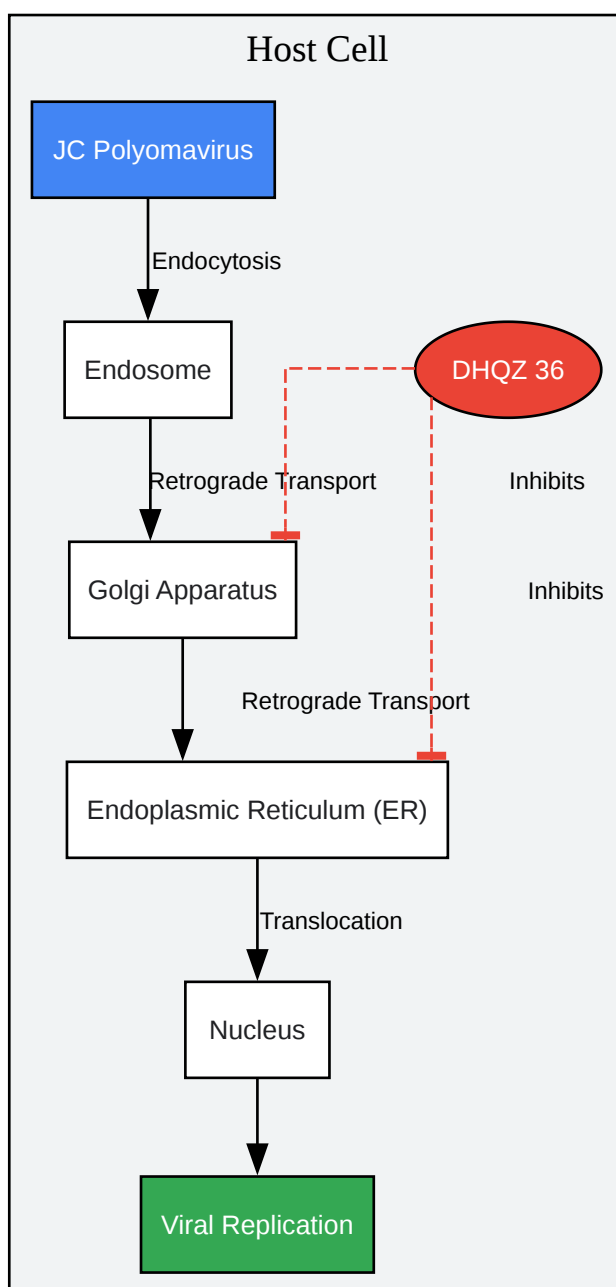 Host Cell
JC Polyomavirus
Endocytosis
Endosome
DHQZ 36
Retrograde Transport
Inhibits
Golgi Apparatus
Inhibits
Retrograde Transport
Endoplasmic Reticulum (ER)
Translocation
Nucleus
Viral Replication